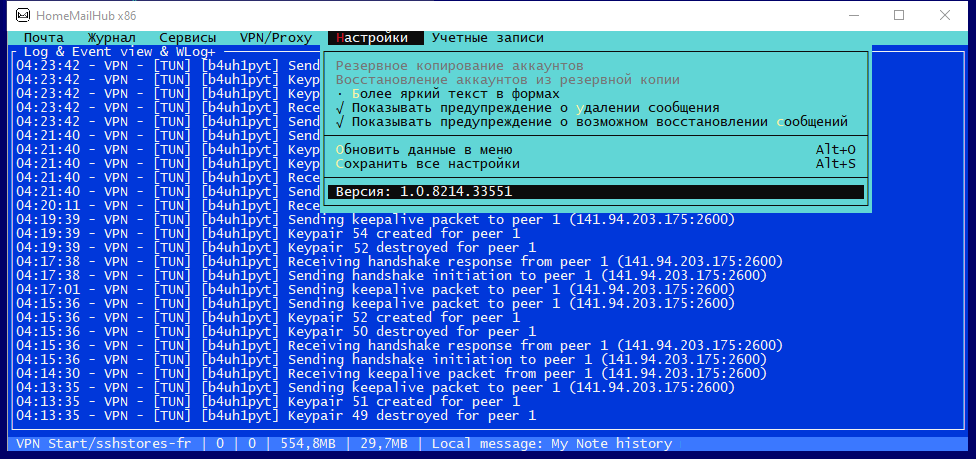 HomeMailHub x86
Почта Журнал Сервисы VPN/Proxy Настройки Учетные записи
Log & Event view & WLog+
04:23:42 - VPN - [TUN] [b4uh1pyt] Send
04:23:42 - VPN - [TUN] [b4uh1pyt] Keyp
04:23:42 - VPN - [TUN] [b4uh1pyt] Keyp
04:23:42 - VPN - [TUN] [b4uh1pyt] Rece
04:23:42 - VPN - [TUN] [b4uh1pyt] Send
04:21:40 - VPN - [TUN] [b4uh1pyt] Send
04:21:40 - VPN - [TUN] [b4uh1pyt] Keyp
04:21:40 - VPN - [TUN] [b4uh1pyt] Keyp
04:21:40 - VPN - [TUN] [b4uh1pyt] Rece
04:21:40 - VPN - [TUN] [b4uh1pyt] Send
04:20:11 - VPN - [TUN] [b4uh1pyt] Rece
Резервное копирование аккаунтов
Восстановление аккаунтов из резервной копии
· Более яркий текст в формах
√ Показывать предупреждение о удалении сообщения
√ Показывать предупреждение о возможном восстановлении сообщений
Обновить данные в меню Alt+O
Сохранить все настройки Alt+S
Версия: 1.0.8214.33551
04:19:39 - VPN - [TUN] [b4uh1pyt] Sending keepalive packet to peer 1 (141.94.203.175:2600)
04:19:39 - VPN - [TUN] [b4uh1pyt] Keypair 54 created for peer 1
04:19:39 - VPN - [TUN] [b4uh1pyt] Keypair 52 destroyed for peer 1
04:17:38 - VPN - [TUN] [b4uh1pyt] Receiving handshake response from peer 1 (141.94.203.175:2600)
04:17:38 - VPN - [TUN] [b4uh1pyt] Sending handshake initiation to peer 1 (141.94.203.175:2600)
04:17:01 - VPN - [TUN] [b4uh1pyt] Sending keepalive packet to peer 1 (141.94.203.175:2600)
04:15:36 - VPN - [TUN] [b4uh1pyt] Sending keepalive packet to peer 1 (141.94.203.175:2600)
04:15:36 - VPN - [TUN] [b4uh1pyt] Keypair 52 created for peer 1
04:15:36 - VPN - [TUN] [b4uh1pyt] Keypair 50 destroyed for peer 1
04:15:36 - VPN - [TUN] [b4uh1pyt] Receiving handshake response from peer 1 (141.94.203.175:2600)
04:15:36 - VPN - [TUN] [b4uh1pyt] Sending handshake initiation to peer 1 (141.94.203.175:2600)
04:14:30 - VPN - [TUN] [b4uh1pyt] Receiving keepalive packet from peer 1 (141.94.203.175:2600)
04:13:35 - VPN - [TUN] [b4uh1pyt] Sending keepalive packet to peer 1 (141.94.203.175:2600)
04:13:35 - VPN - [TUN] [b4uh1pyt] Keypair 51 created for peer 1
04:13:35 - VPN - [TUN] [b4uh1pyt] Keypair 49 destroyed for peer 1
VPN Start/sshstores-fr | 0 | 0 | 554,8MB | 29,7MB | Local message: My Note history